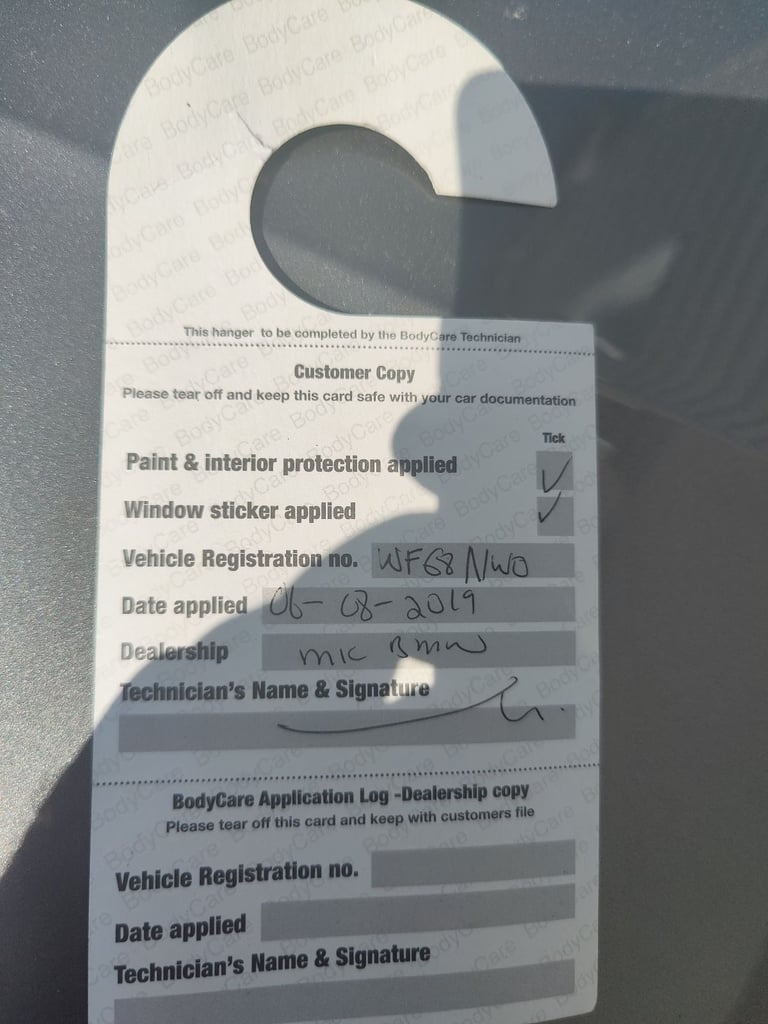 This hanger to be completed by the BodyCare Technician
Customer Copy
Please tear off and keep this card safe with your car documentation
Tick
Paint & interior protection applied
Window sticker applied
Vehicle Registration no. WF68 NWO
Date applied 06-08-2019
Dealership MK BMW
Technician's Name & Signature
BodyCare Application Log -Dealership copy
Please tear off this card and keep with customers file
Vehicle Registration no.
Date applied
Technician's Name & Signature